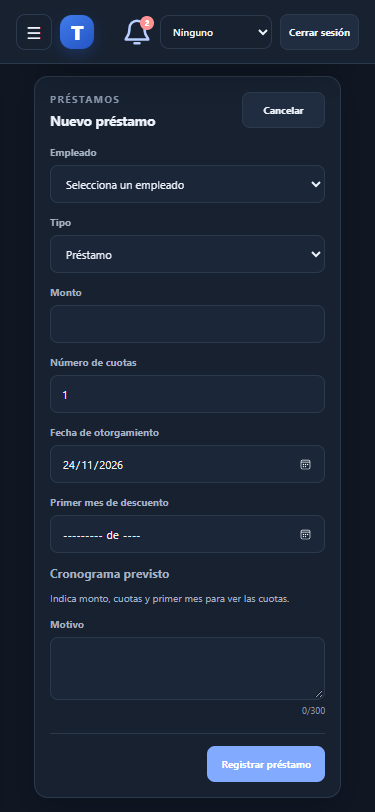 ☰
T
2
Ninguno
Cerrar sesión
PRÉSTAMOS
Nuevo préstamo
Cancelar
Empleado
Selecciona un empleado
Tipo
Préstamo
Monto
Número de cuotas
1
Fecha de otorgamiento
24/11/2026
Primer mes de descuento
--------- de ----
Cronograma previsto
Indica monto, cuotas y primer mes para ver las cuotas.
Motivo
0/300
Registrar préstamo